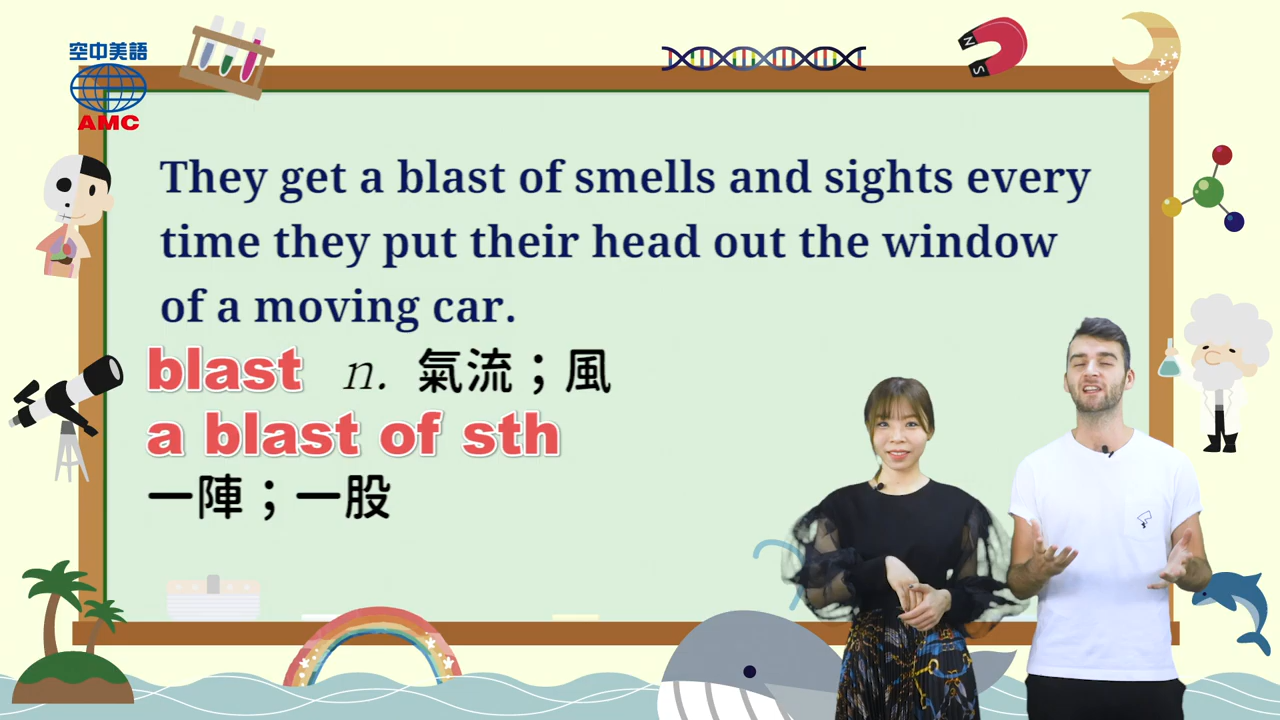 空中美語
AMC
N
S
They get a blast of smells and sights every
time they put their head out the window
of a moving car.
blast n. 氣流；風
a blast of sth
一陣；一股